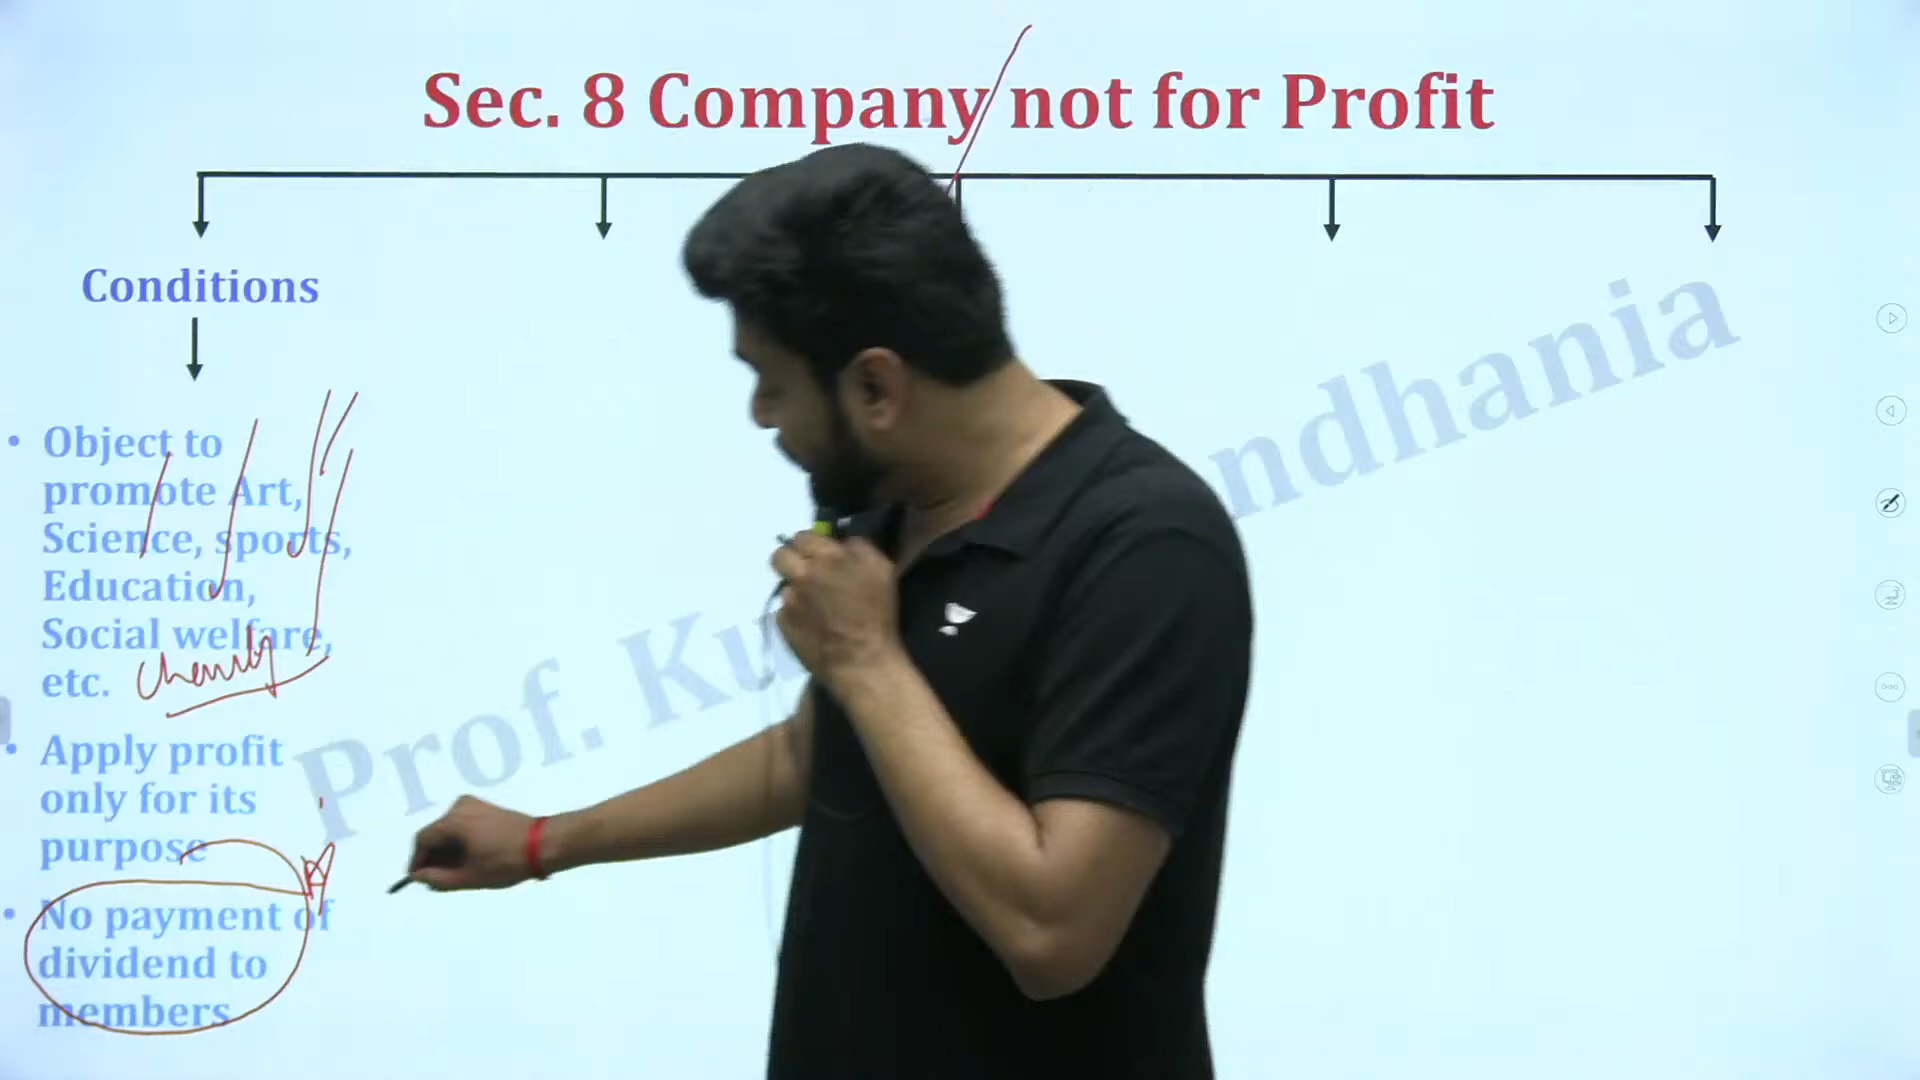 Sec. 8 Company not for Profit
Conditions
• Object to
promote Art,
Science, sports,
Education,
Social welfare,
etc.
• Apply profit
only for its
purpose
• No payment of
dividend to
members
Prof. Ku ndhania